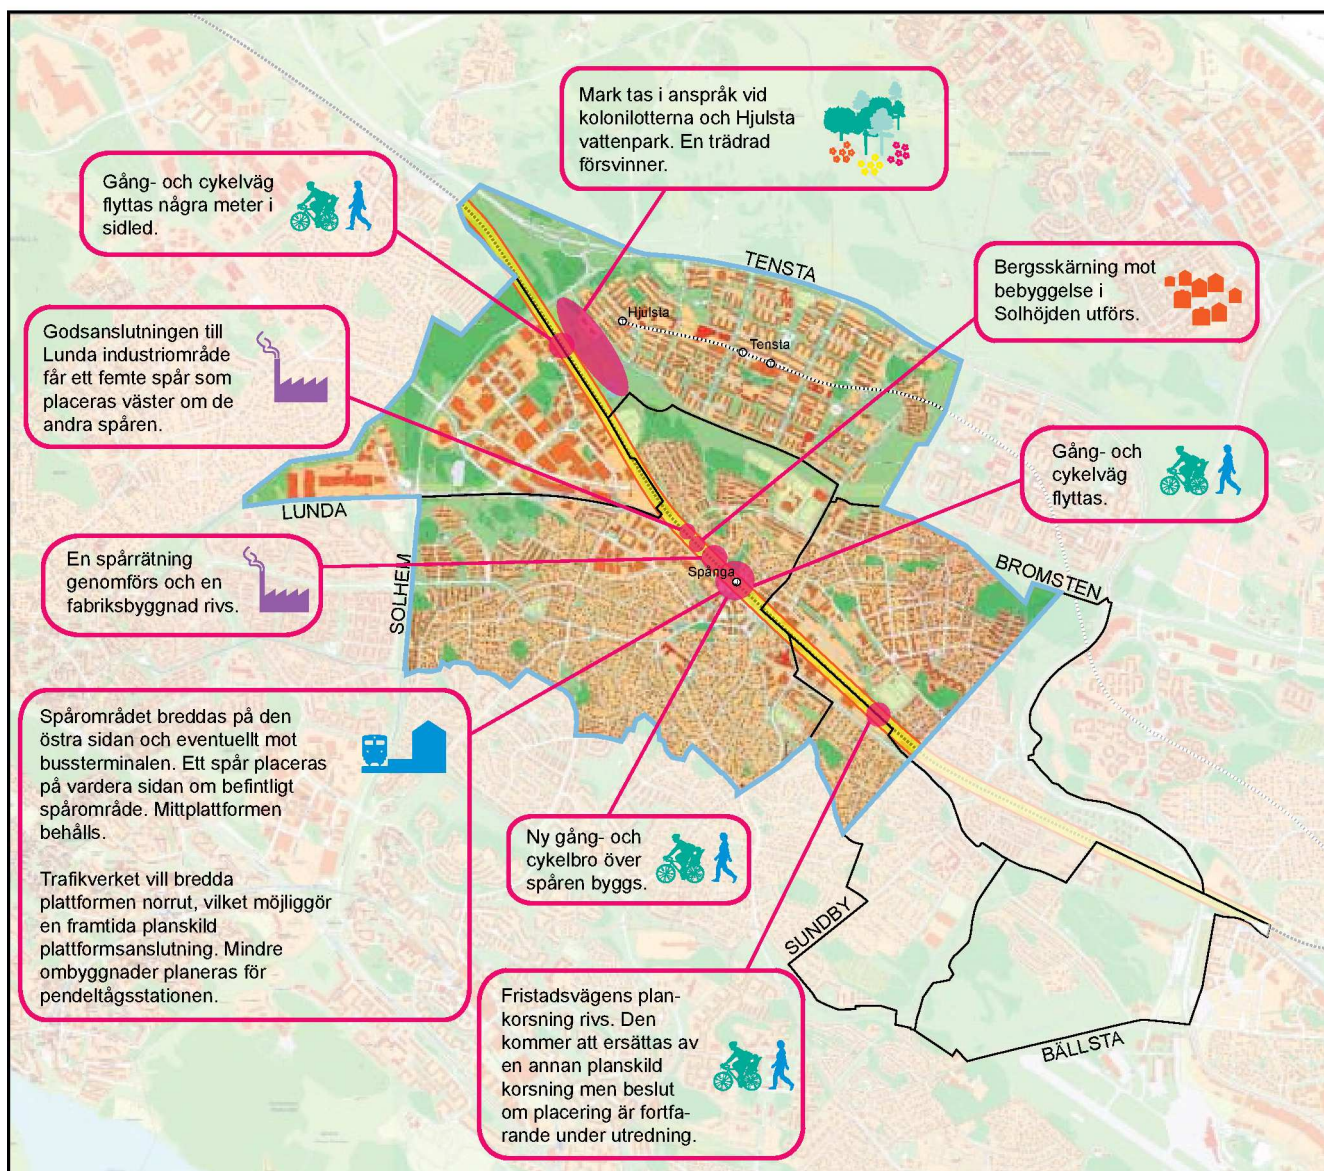 Mark tas i anspråk vid
kolonilotterna och Hjulsta
vattenpark. En trädrad
försvinner.
Gång- och cykelväg
flyttas några meter i
sidled.
TENSTA
Bergsskärning mot
bebyggelse i
Solhöjden utförs.
Godsanslutningen till
Lunda industriområde
får ett femte spår som
placeras väster om de
andra spåren.
Hjulsta
Tensta
Gång- och
cykelväg
flyttas.
LUNDA
En spårrätning
genomförs och en
fabriksbyggnad rivs.
SOLHEM
Spånga
BROMSTEN
Spårområdet breddas på den
östra sidan och eventuellt mot
bussterminalen. Ett spår placeras
på vardera sidan om befintligt
spårområde. Mittplattformen
behålls.
Trafikverket vill bredda
plattformen norrut, vilket möjliggör
en framtida planskild
plattformsanslutning. Mindre
ombyggnader planeras för
pendeltågsstationen.
Ny gång- och
cykelbro över
spåren byggs.
SUNDBY
Fristadsvägens plan-
korsning rivs. Den
kommer att ersättas av
en annan planskild
korsning men beslut
om placering är fortfa-
rande under utredning.
BÄLLSTA